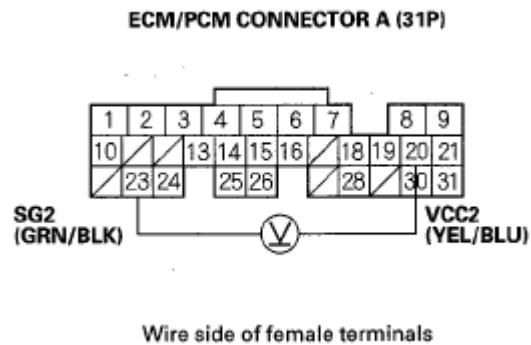 ECM/PCM CONNECTOR A (31P)
1 2 3 4 5 6 7 8 9
10 13 14 15 16 18 19 20 21
23 24 25 26 28 30 31
SG2
(GRN/BLK)
V
VCC2
(YEL/BLU)
Wire side of female terminals